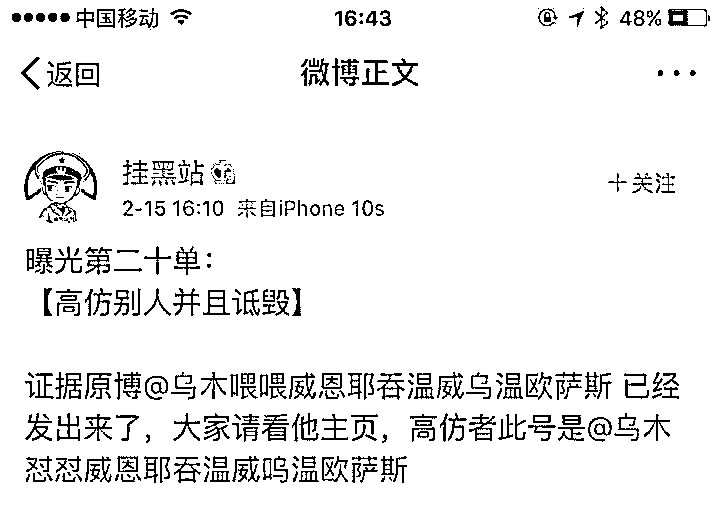 中国移动 16:43 48%
返回 微博正文
挂黑站
+关注
2-15 16:10 来自iPhone 10s
曝光第二十单：
【高仿别人并且诋毁】
证据原博@乌木喂喂威恩耶吞温威乌温欧萨斯 已经
发出来了，大家请看他主页，高仿者此号是@乌木
怼怼威恩耶吞温威呜温欧萨斯